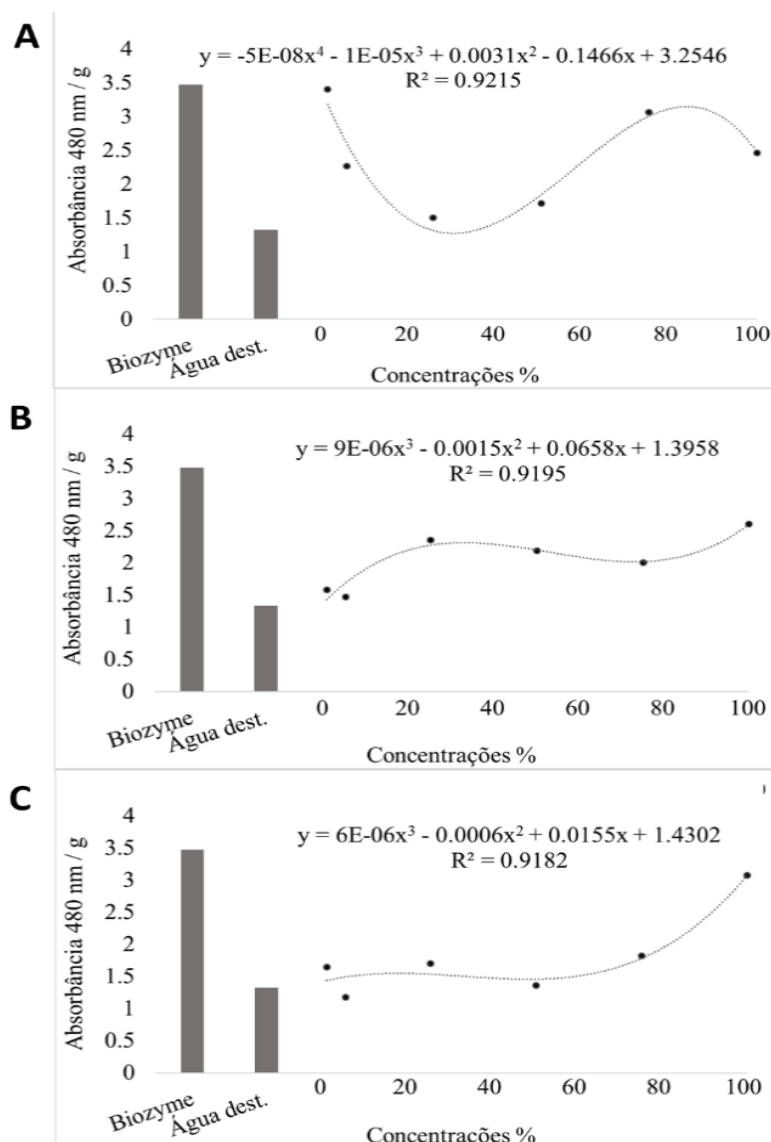 A
y = -5E-08x⁴ - 1E-05x³ + 0.0031x² - 0.1466x + 3.2546
R² = 0.9215
Absorbância 480 nm / g
4
3.5
3
2.5
2
1.5
1
0.5
0
Biozyme
Água dest.
0 20 40 60 80 100
Concentrações %
B
y = 9E-06x³ - 0.0015x² + 0.0658x + 1.3958
R² = 0.9195
Absorbância 480 nm / g
4
3.5
3
2.5
2
1.5
1
0.5
0
Biozyme
Água dest.
0 20 40 60 80 100
Concentrações %
C
y = 6E-06x³ - 0.0006x² + 0.0155x + 1.4302
R² = 0.9182
Absorbância 480 nm / g
4
3.5
3
2.5
2
1.5
1
0.5
0
Biozyme
Água dest.
0 20 40 60 80 100
Concentrações %